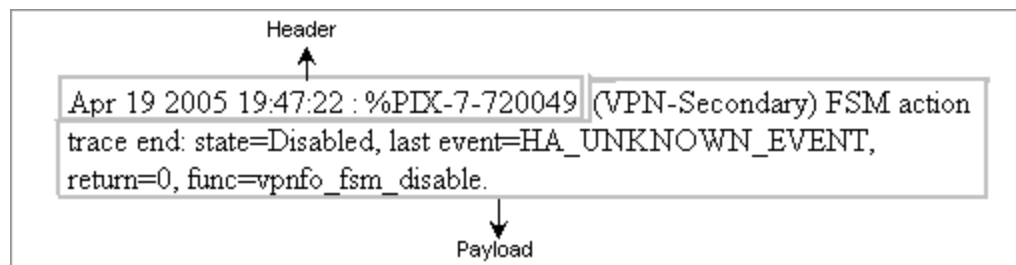 Header
Apr 19 2005 19:47:22 : %PIX-7-720049 (VPN-Secondary) FSM action
trace end: state=Disabled, last event=HA_UNKNOWN_EVENT,
return=0, func=vpnfo_fsm_disable.
Payload